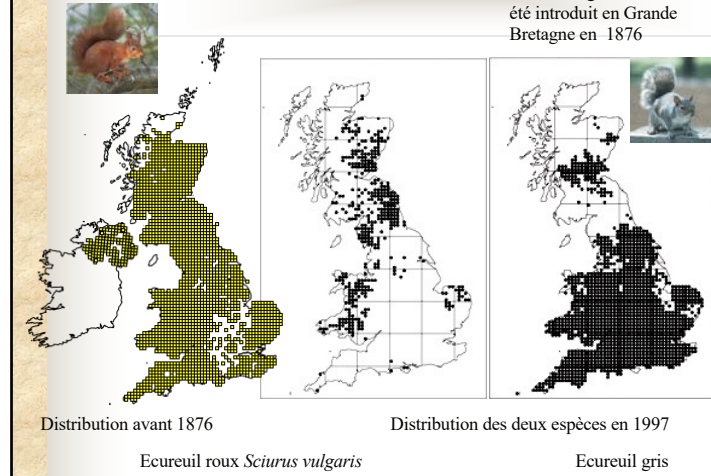 été introduit en Grande
Bretagne en 1876
Distribution avant 1876
Distribution des deux espèces en 1997
Ecureuil roux Sciurus vulgaris
Ecureuil gris